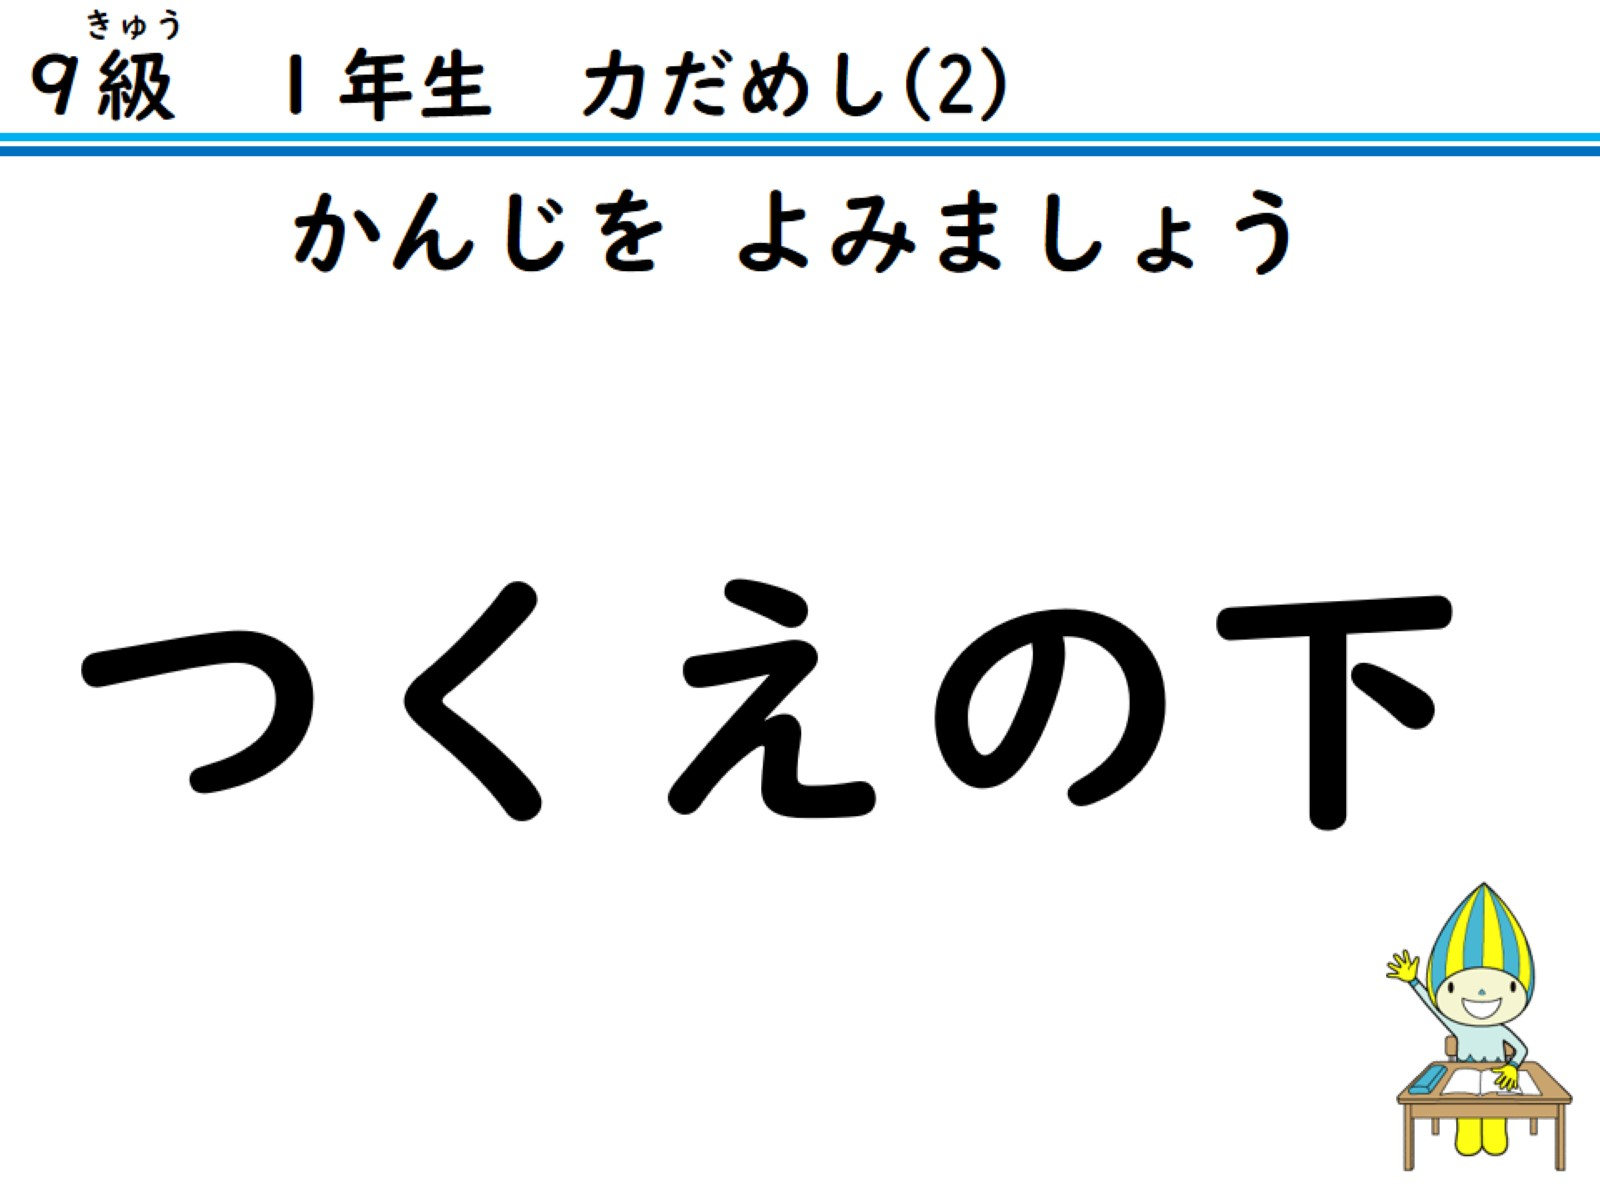 きゅう
9級　1年生　力だめし(2)
かんじを よみましょう
つくえの下